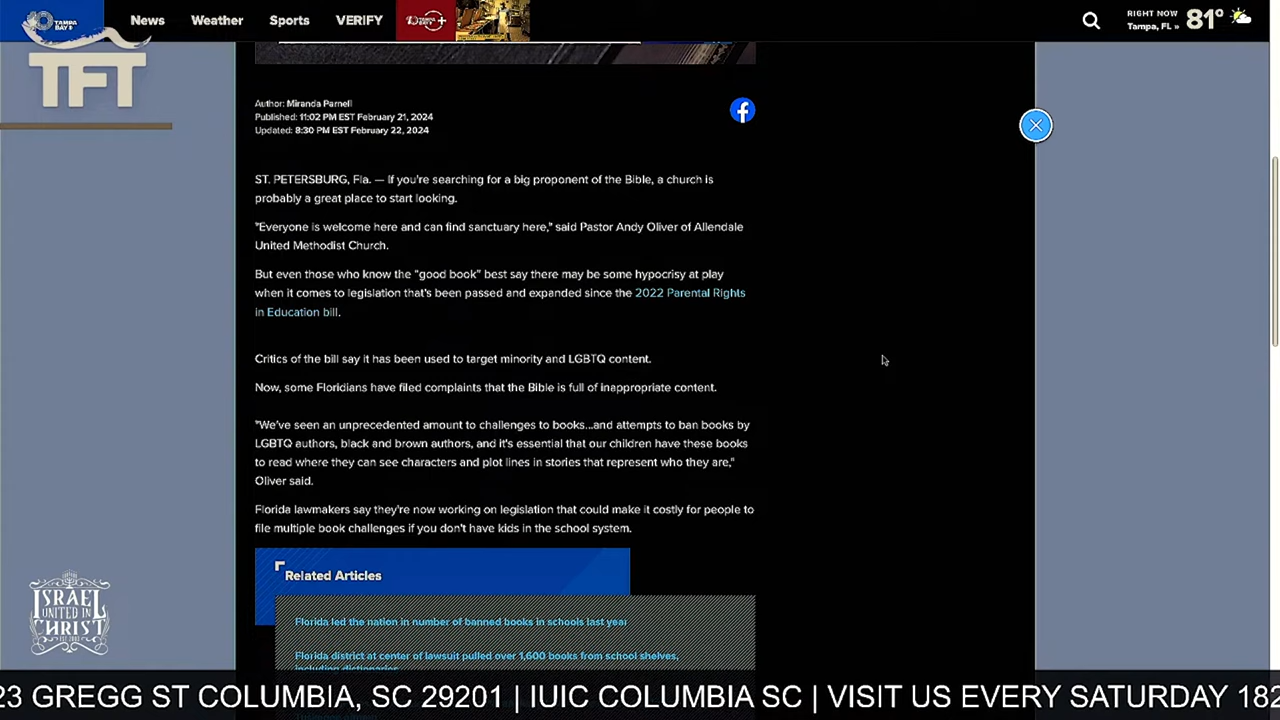 TAMPA BAY
News
Weather
Sports
VERIFY
RIGHT NOW
Tampa, FL »
81°
TFT
Author: Miranda Parnell
Published: 11:02 PM EST February 21, 2024
Updated: 8:30 PM EST February 22, 2024
ST. PETERSBURG, Fla. — If you're searching for a big proponent of the Bible, a church is
probably a great place to start looking.
"Everyone is welcome here and can find sanctuary here," said Pastor Andy Oliver of Allendale
United Methodist Church.
But even those who know the "good book" best say there may be some hypocrisy at play
when it comes to legislation that's been passed and expanded since the 2022 Parental Rights
in Education bill.
Critics of the bill say it has been used to target minority and LGBTQ content.
Now, some Floridians have filed complaints that the Bible is full of inappropriate content.
"We've seen an unprecedented amount to challenges to books...and attempts to ban books by
LGBTQ authors, black and brown authors, and it's essential that our children have these books
to read where they can see characters and plot lines in stories that represent who they are,"
Oliver said.
Florida lawmakers say they're now working on legislation that could make it costly for people to
file multiple book challenges if you don't have kids in the school system.
Related Articles
Florida led the nation in number of banned books in schools last year
Florida district at center of lawsuit pulled over 1,600 books from school shelves,
including dictionaries
ISRAEL
UNITED IN
CHRIST
23 GREGG ST COLUMBIA, SC 29201 | IUIC COLUMBIA SC | VISIT US EVERY SATURDAY 182